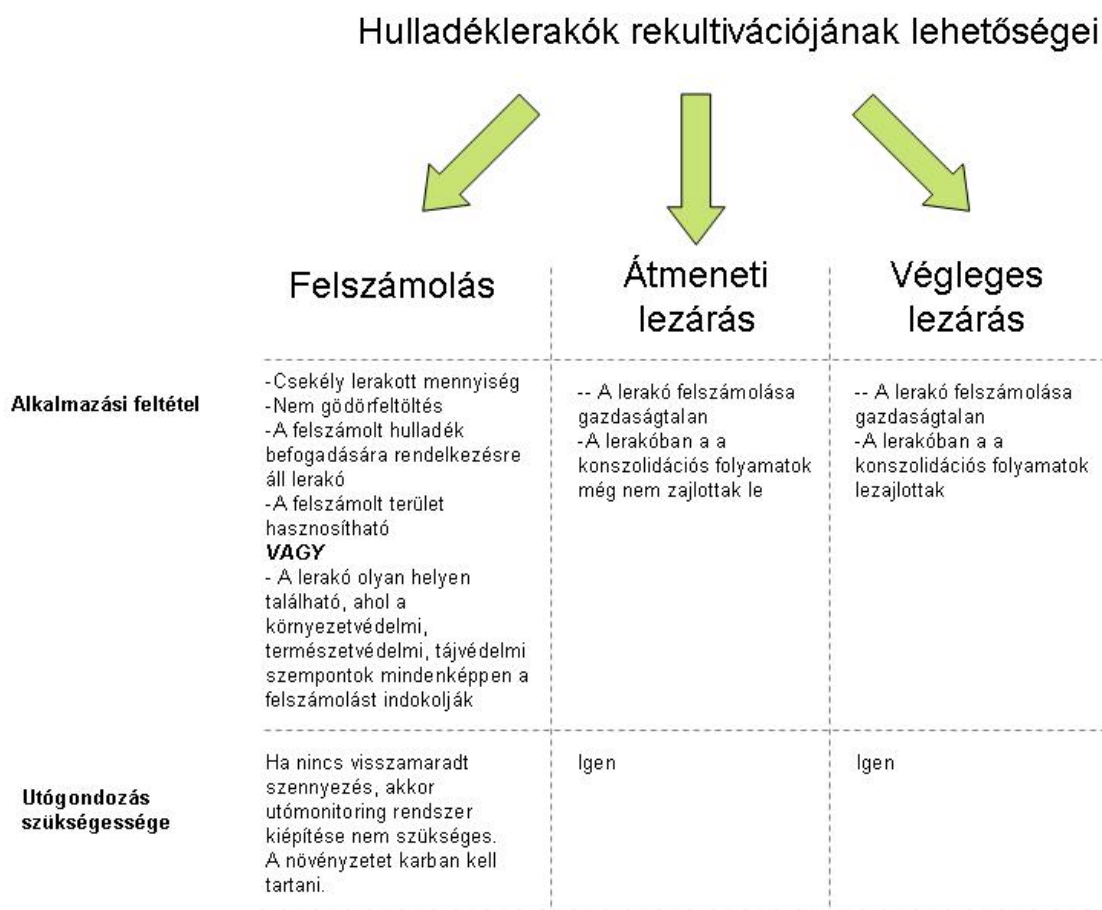 Hulladéklerakók rekultivációjának lehetőségei
Felszámolás
Átmeneti
lezárás
Végleges
lezárás
Alkalmazási feltétel
-Csekély lerakott mennyiség
-Nem gödörfeltöltés
-A felszámolt hulladék
befogadására rendelkezésre
áll lerakó
-A felszámolt terület
hasznosítható
VAGY
- A lerakó olyan helyen
található, ahol a
környezetvédelmi,
természetvédelmi, tájvédelmi
szempontok mindenképpen a
felszámolást indokolják
-- A lerakó felszámolása
gazdaságtalan
-A lerakóban a a
konszolidációs folyamatok
még nem zajlottak le
-- A lerakó felszámolása
gazdaságtalan
-A lerakóban a a
konszolidációs folyamatok
lezajlottak
Utógondozás
szükségessége
Ha nincs visszamaradt
szennyezés, akkor
utómonitoring rendszer
kiépítése nem szükséges.
A növényzetet karban kell
tartani.
Igen
Igen